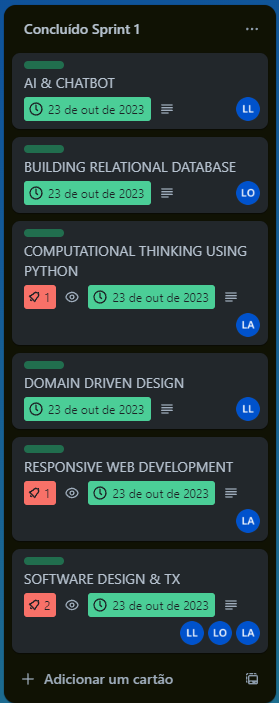 Concluído Sprint 1
AI & CHATBOT
23 de out de 2023
LL
BUILDING RELATIONAL DATABASE
23 de out de 2023
LO
COMPUTATIONAL THINKING USING
PYTHON
1 23 de out de 2023
LA
DOMAIN DRIVEN DESIGN
23 de out de 2023
LL
RESPONSIVE WEB DEVELOPMENT
1 23 de out de 2023
LA
SOFTWARE DESIGN & TX
2 23 de out de 2023
LL LO LA
Adicionar um cartão